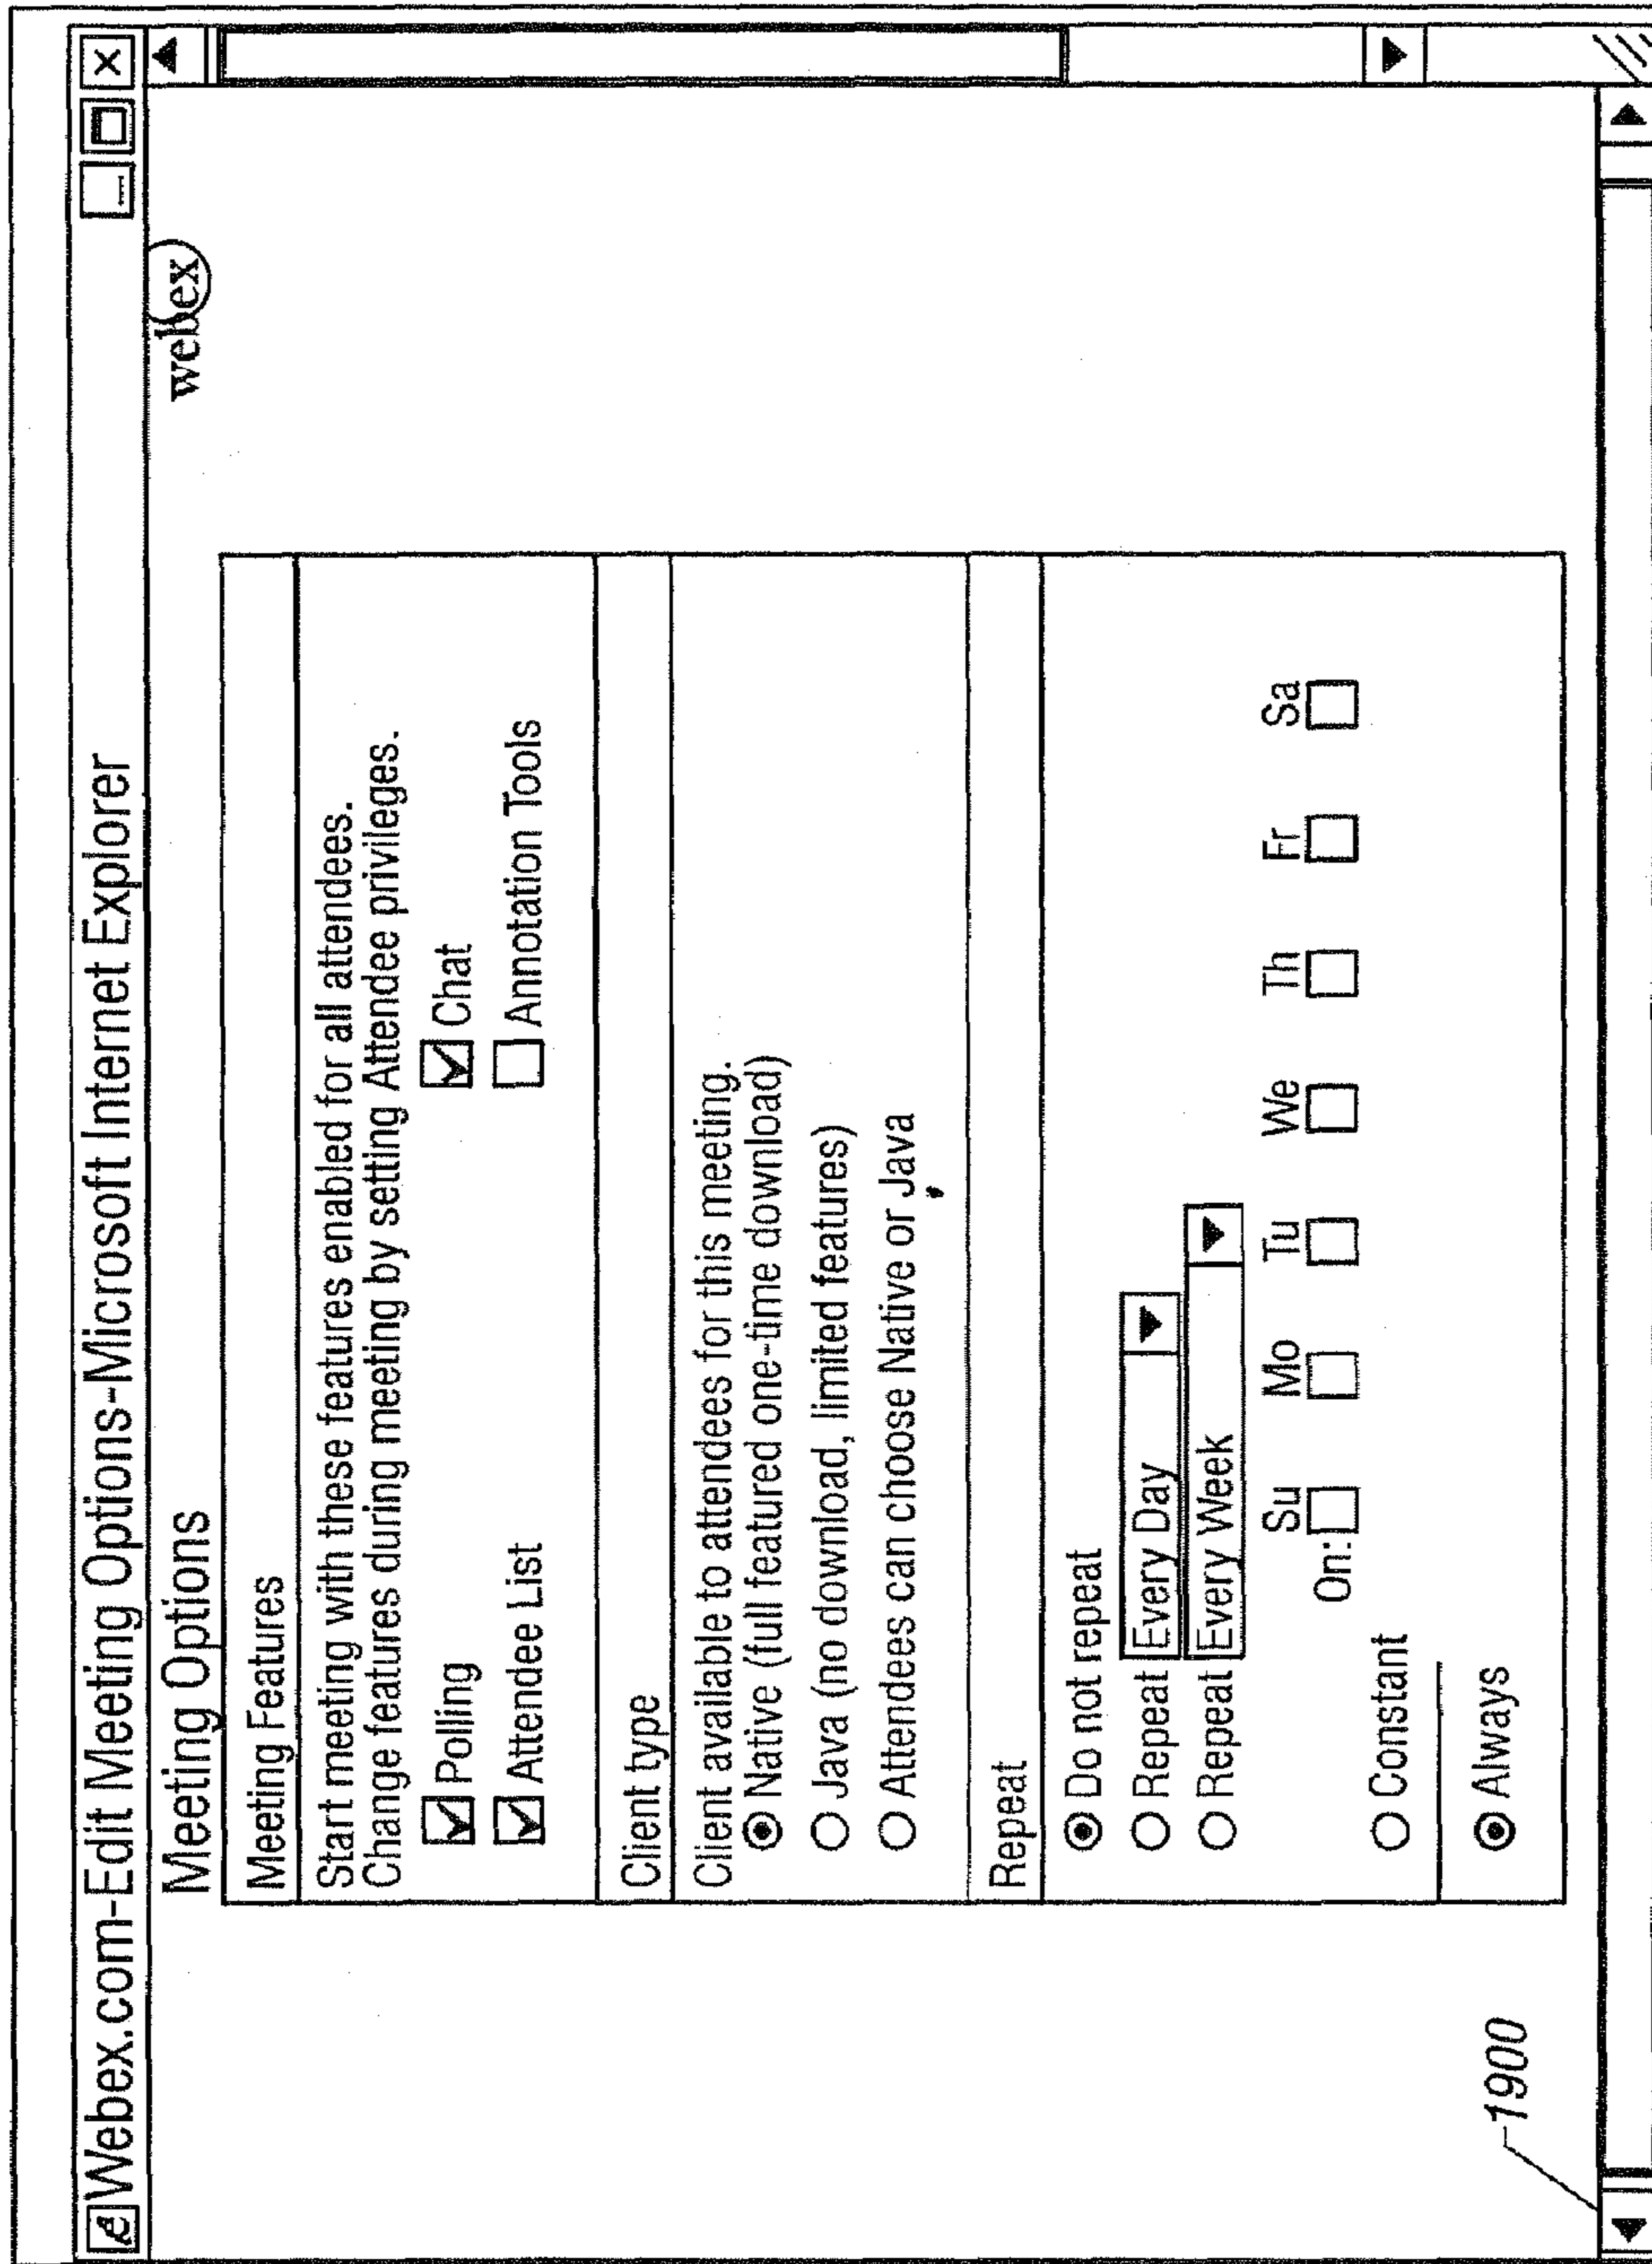 Webex.com-Edit Meeting Options-Microsoft Internet Explorer
webex
Meeting Options
Meeting Features
Start meeting with these features enabled for all attendees.
Change features during meeting by setting Attendee privileges.
Polling Chat
Attendee List Annotation Tools
Client type
Client available to attendees for this meeting.
Native (full featured one-time download)
Java (no download, limited features)
Attendees can choose Native or Java
Repeat
Do not repeat
Repeat Every Day
Repeat Every Week
Su Mo Tu We Th Fr Sa
On:
Constant
Always
1900